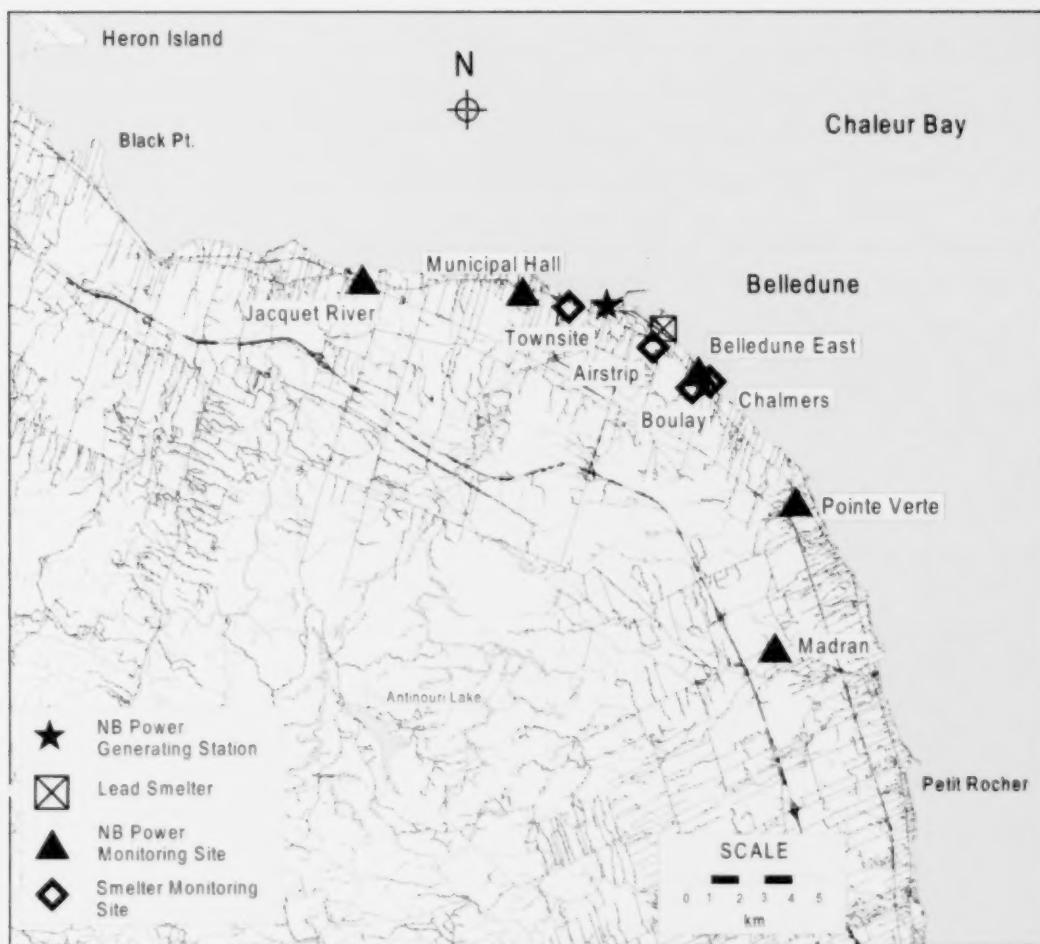 Heron Island
N
Chaleur Bay
Black Pt.
Municipal Hall
Belledune
Jacquet River
Townsite
Belledune East
Airstrip
Chalmers
Boulay
Pointe Verte
Madran
Antinouri Lake
NB Power
Generating Station
Lead Smelter
Petit Rocher
NB Power
Monitoring Site
SCALE
Smelter Monitoring
Site
0 1 2 3 4 5
km